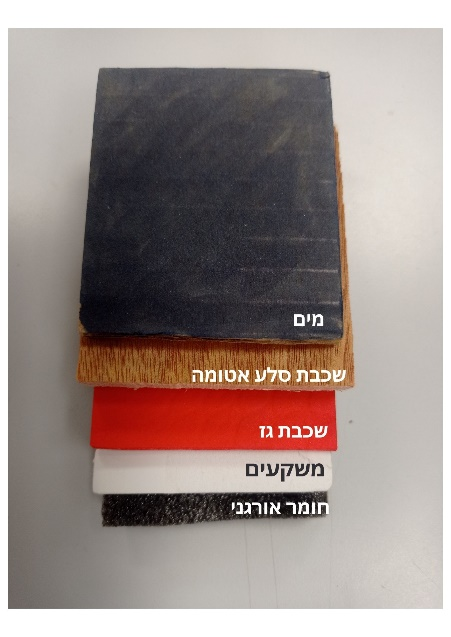 מים
שכבת סלע אטומה
שכבת גז
משקעים
חומר אורגני